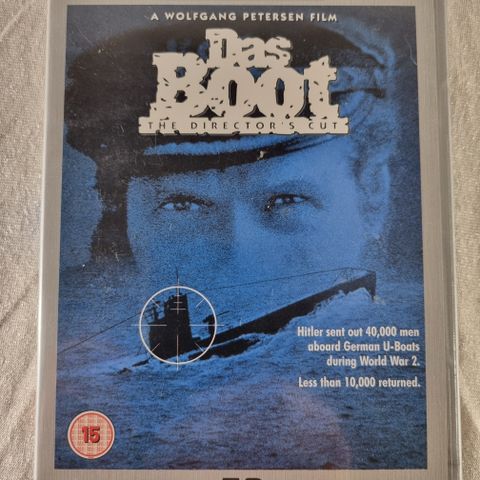 A WOLFGANG PETERSEN FILM
Das
Boot
THE DIRECTOR'S CUT
Hitler sent out 40,000 men
aboard German U-Boats
during World War 2.
Less than 10,000 returned.
15